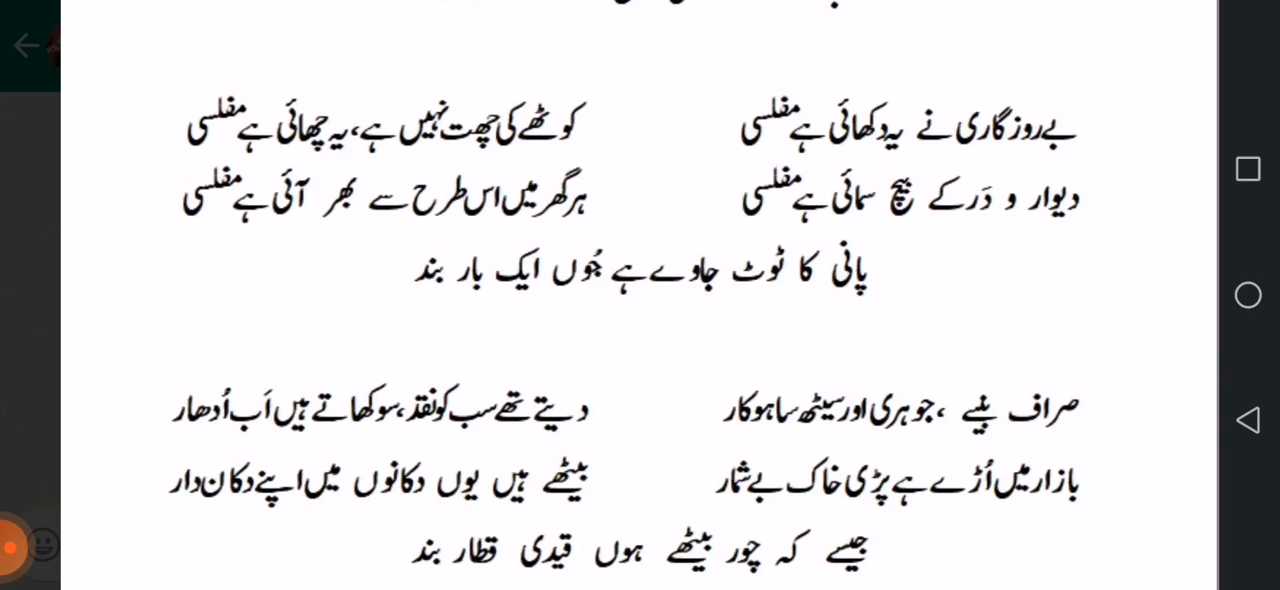 بے روزگاری نے یہ دکھائی ہے مفلسی کوٹھے کی چھت نہیں ہے، یہ چھائی ہے مفلسی
دیوار و دَر کے بیچ سمائی ہے مفلسی ہر گھر میں اس طرح سے بھر آئی ہے مفلسی
پانی کا ٹوٹ جاوے ہے جُوں ایک بار بند
صراف بنیے ، جوہری اور سیٹھ ساہوکار دیتے تھے سب کو نقد، سو کھاتے ہیں اَب اُدھار
بازار میں اُڑے ہے پڑی خاک بے شمار بیٹھے ہیں یوں دکانوں میں اپنے دکان دار
جیسے کہ چور بیٹھے ہوں قیدی قطار بند